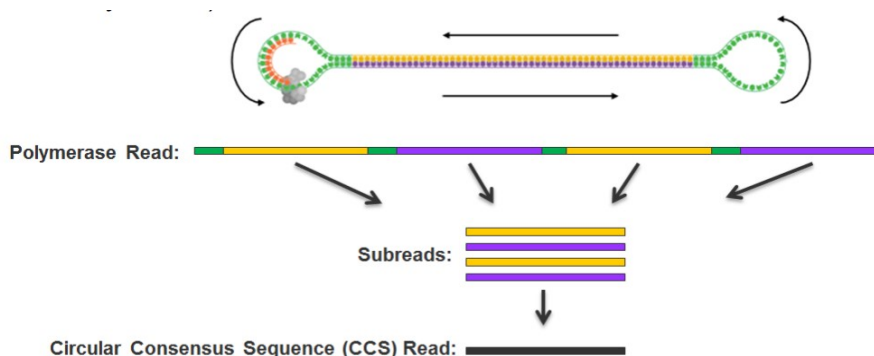 Polymerase Read:
Subreads:
Circular Consensus Sequence (CCS) Read: